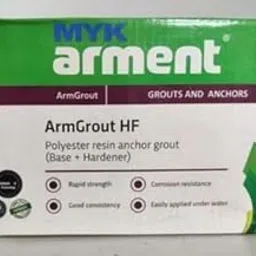 MYK
arment
ArmGrout
GROUTS AND ANCHORS
ArmGrout HF
Polyester resin anchor grout
(Base + Hardener)
Rapid strength
Corrosion resistance
Good consistency
Easily applied under water